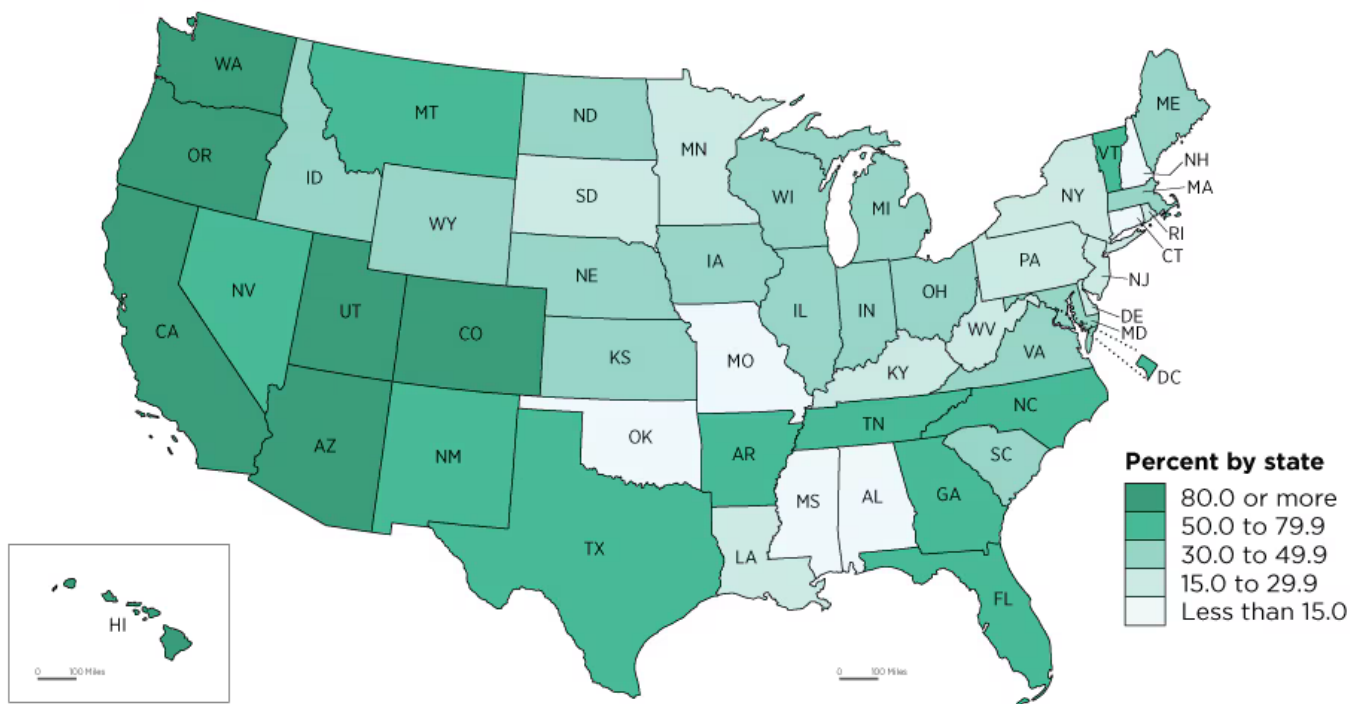 WA
MT
ND
MN
ME
OR
ID
SD
WI
MI
NY
VT
NH
MA
RI
CT
WY
NE
IA
PA
NJ
NV
UT
CO
KS
IL
IN
OH
WV
DE
MD
CA
MO
KY
VA
DC
AZ
NM
OK
AR
TN
NC
SC
TX
LA
MS
AL
GA
FL
HI
0 100 Miles
0 100 Miles
Percent by state
80.0 or more
50.0 to 79.9
30.0 to 49.9
15.0 to 29.9
Less than 15.0